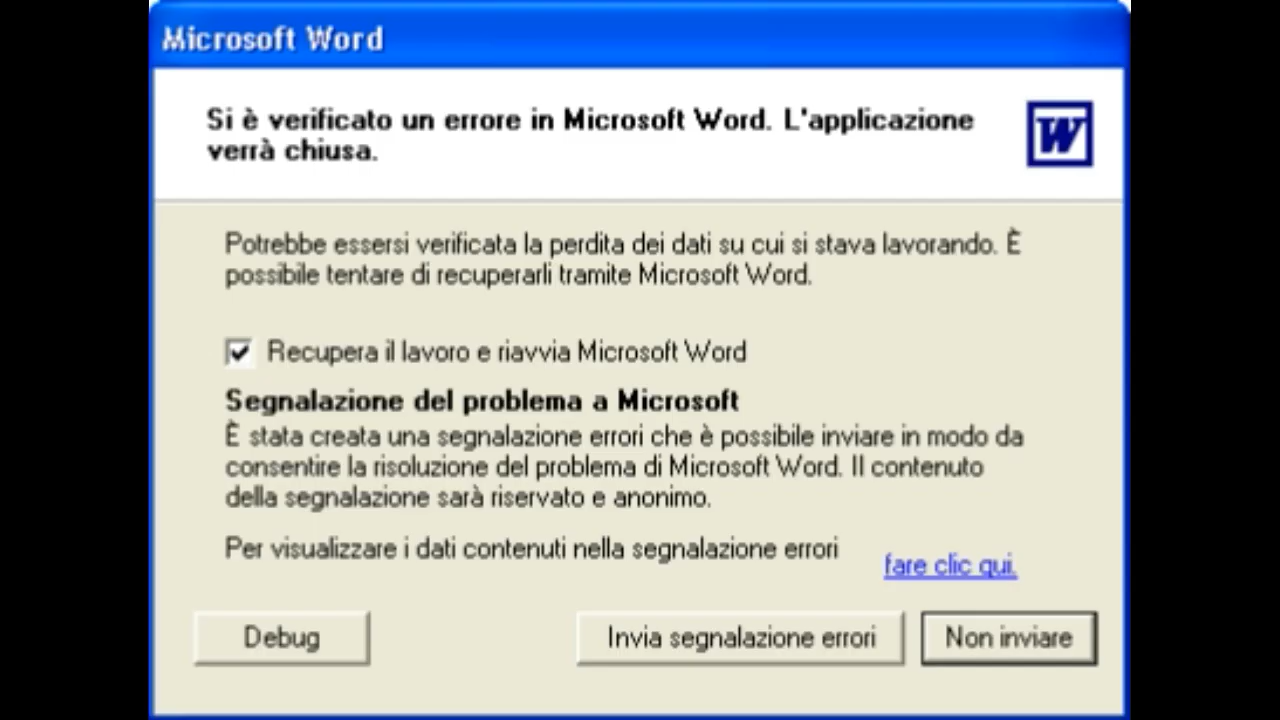 Microsoft Word
Si è verificato un errore in Microsoft Word. L'applicazione
verrà chiusa.
W
Potrebbe essersi verificata la perdita dei dati su cui si stava lavorando. È
possibile tentare di recuperarli tramite Microsoft Word.
Recupera il lavoro e riavvia Microsoft Word
Segnalazione del problema a Microsoft
È stata creata una segnalazione errori che è possibile inviare in modo da
consentire la risoluzione del problema di Microsoft Word. Il contenuto
della segnalazione sarà riservato e anonimo.
Per visualizzare i dati contenuti nella segnalazione errori
fare clic qui.
Debug
Invia segnalazione errori
Non inviare